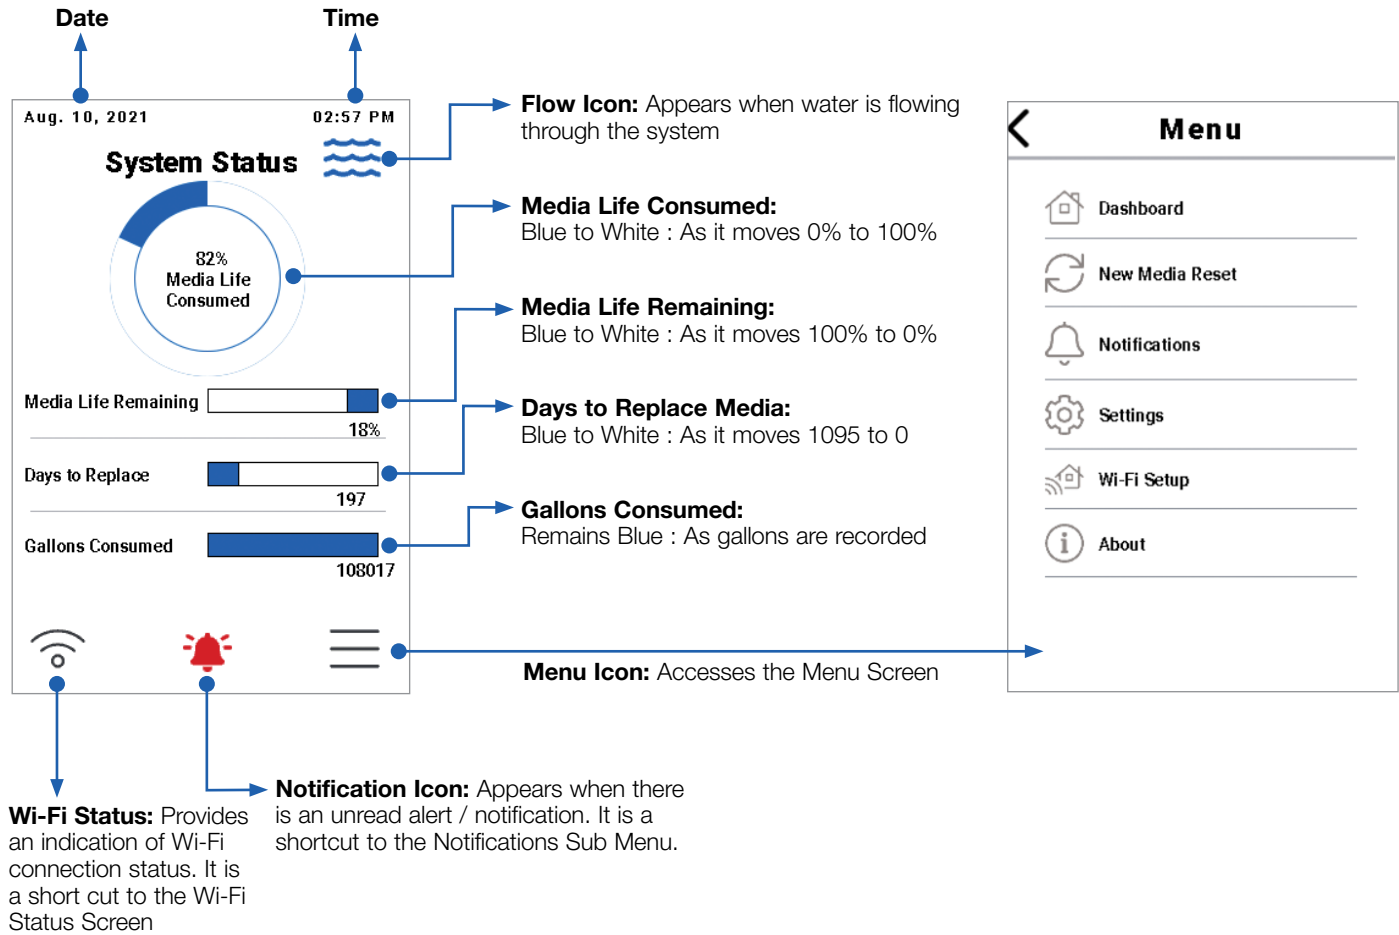 Date
Time
Aug. 10, 2021
02:57 PM
System Status
82%
Media Life
Consumed
Media Life Remaining
18%
Days to Replace
197
Gallons Consumed
108017
Flow Icon: Appears when water is flowing
through the system
Media Life Consumed:
Blue to White : As it moves 0% to 100%
Media Life Remaining:
Blue to White : As it moves 100% to 0%
Days to Replace Media:
Blue to White : As it moves 1095 to 0
Gallons Consumed:
Remains Blue : As gallons are recorded
Menu Icon: Accesses the Menu Screen
Menu
Dashboard
New Media Reset
Notifications
Settings
Wi-Fi Setup
About
Wi-Fi Status: Provides
an indication of Wi-Fi
connection status. It is
a short cut to the Wi-Fi
Status Screen
Notification Icon: Appears when there
is an unread alert / notification. It is a
shortcut to the Notifications Sub Menu.